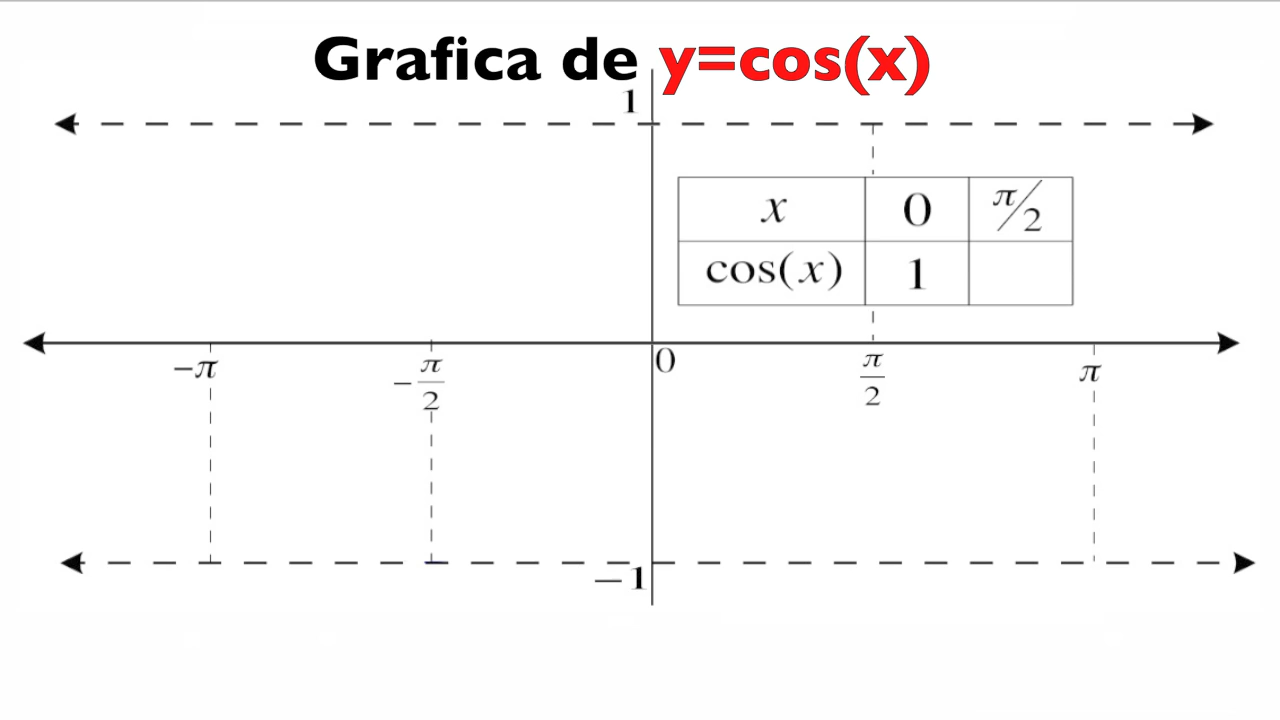 Grafica de y=cos(x)
1
x 0 π/2
cos(x) 1
−π −π/2 0 π/2 π
−1